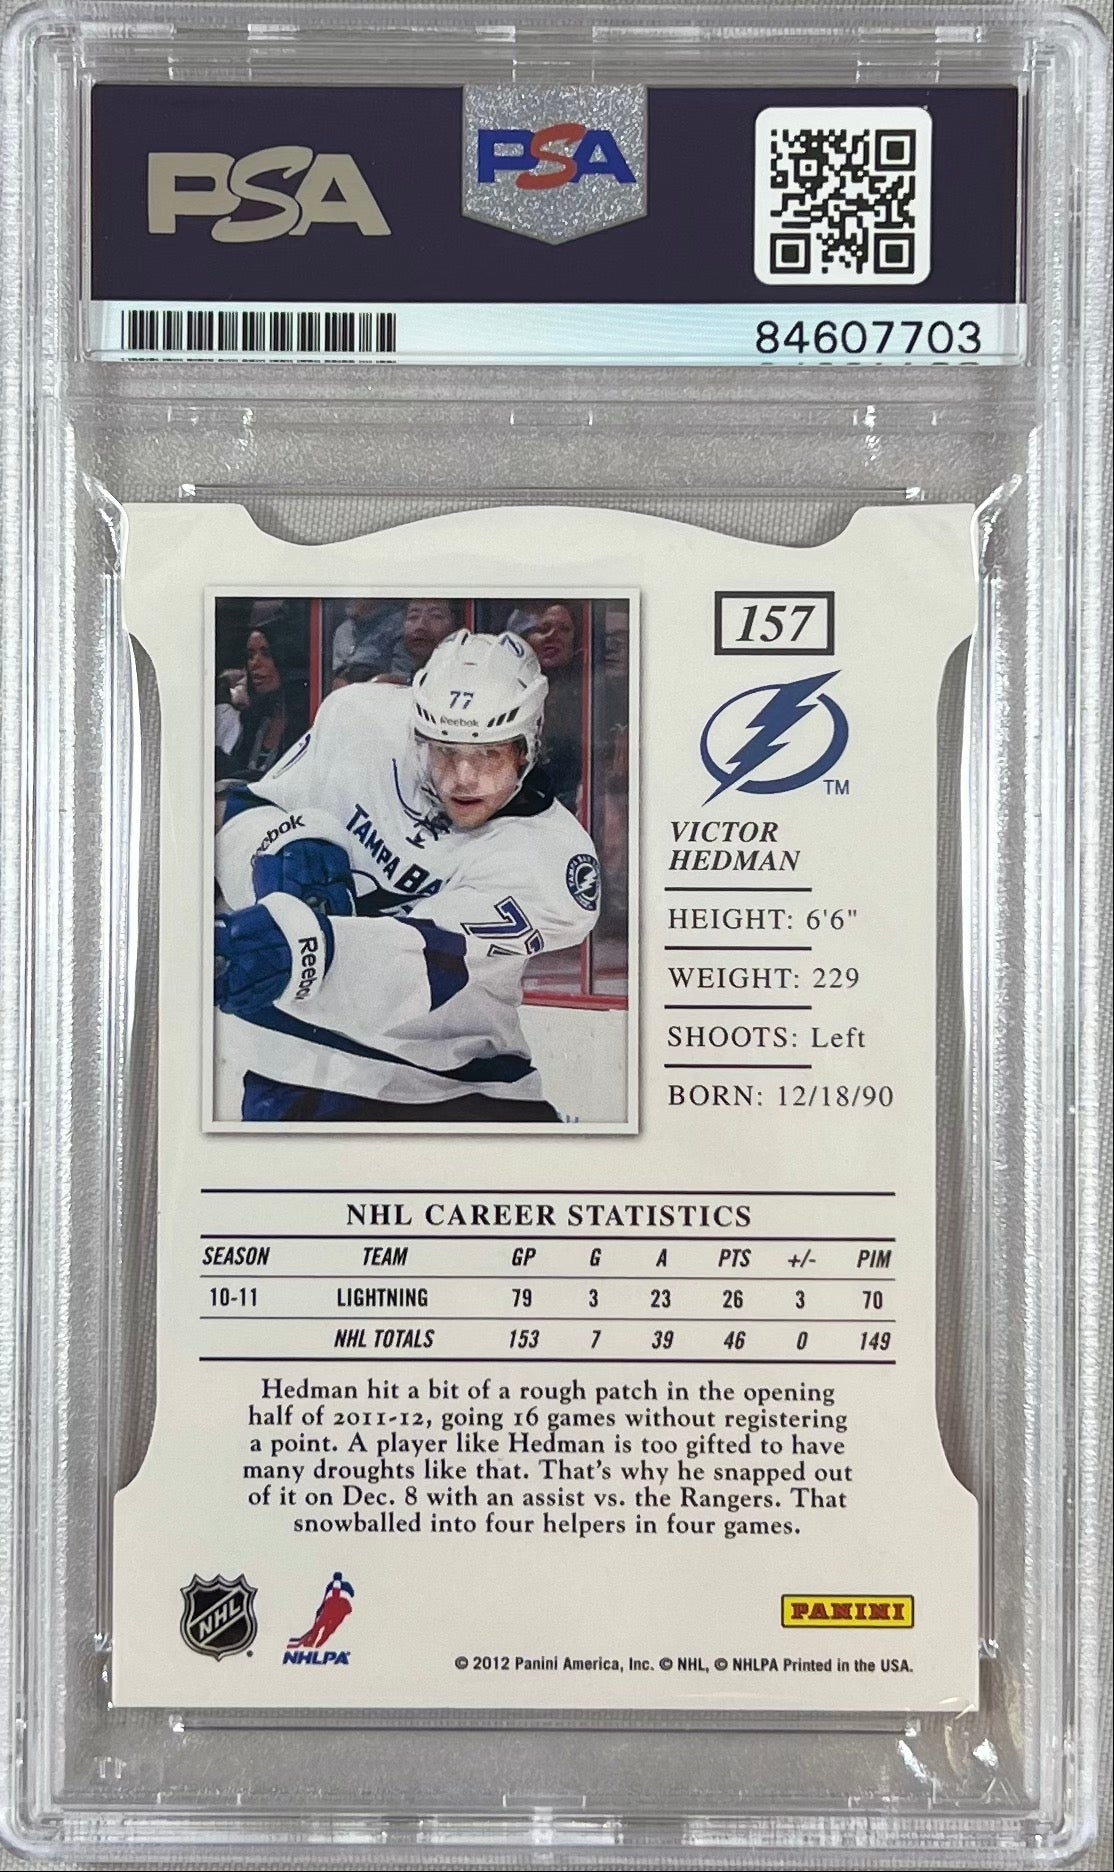 PSA
PSA
84607703
157
77
Reebok
Reebok
TAMPA BA
77
Reebok
TM
VICTOR
HEDMAN
HEIGHT: 6'6"
WEIGHT: 229
SHOOTS: Left
BORN: 12/18/90
NHL CAREER STATISTICS
SEASON TEAM GP G A PTS +/- PIM
10-11 LIGHTNING 79 3 23 26 3 70
NHL TOTALS 153 7 39 46 0 149
Hedman hit a bit of a rough patch in the opening
half of 2011-12, going 16 games without registering
a point. A player like Hedman is too gifted to have
many droughts like that. That's why he snapped out
of it on Dec. 8 with an assist vs. the Rangers. That
snowballed into four helpers in four games.
NHL
NHLPA
PANINI
© 2012 Panini America, Inc. © NHL, © NHLPA Printed in the USA.